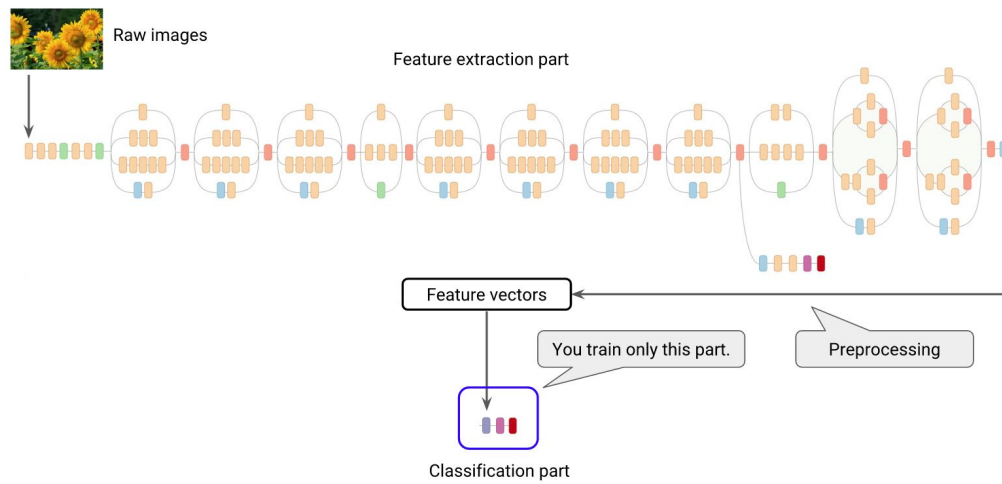 Raw images
Feature extraction part
Feature vectors
You train only this part.
Preprocessing
Classification part